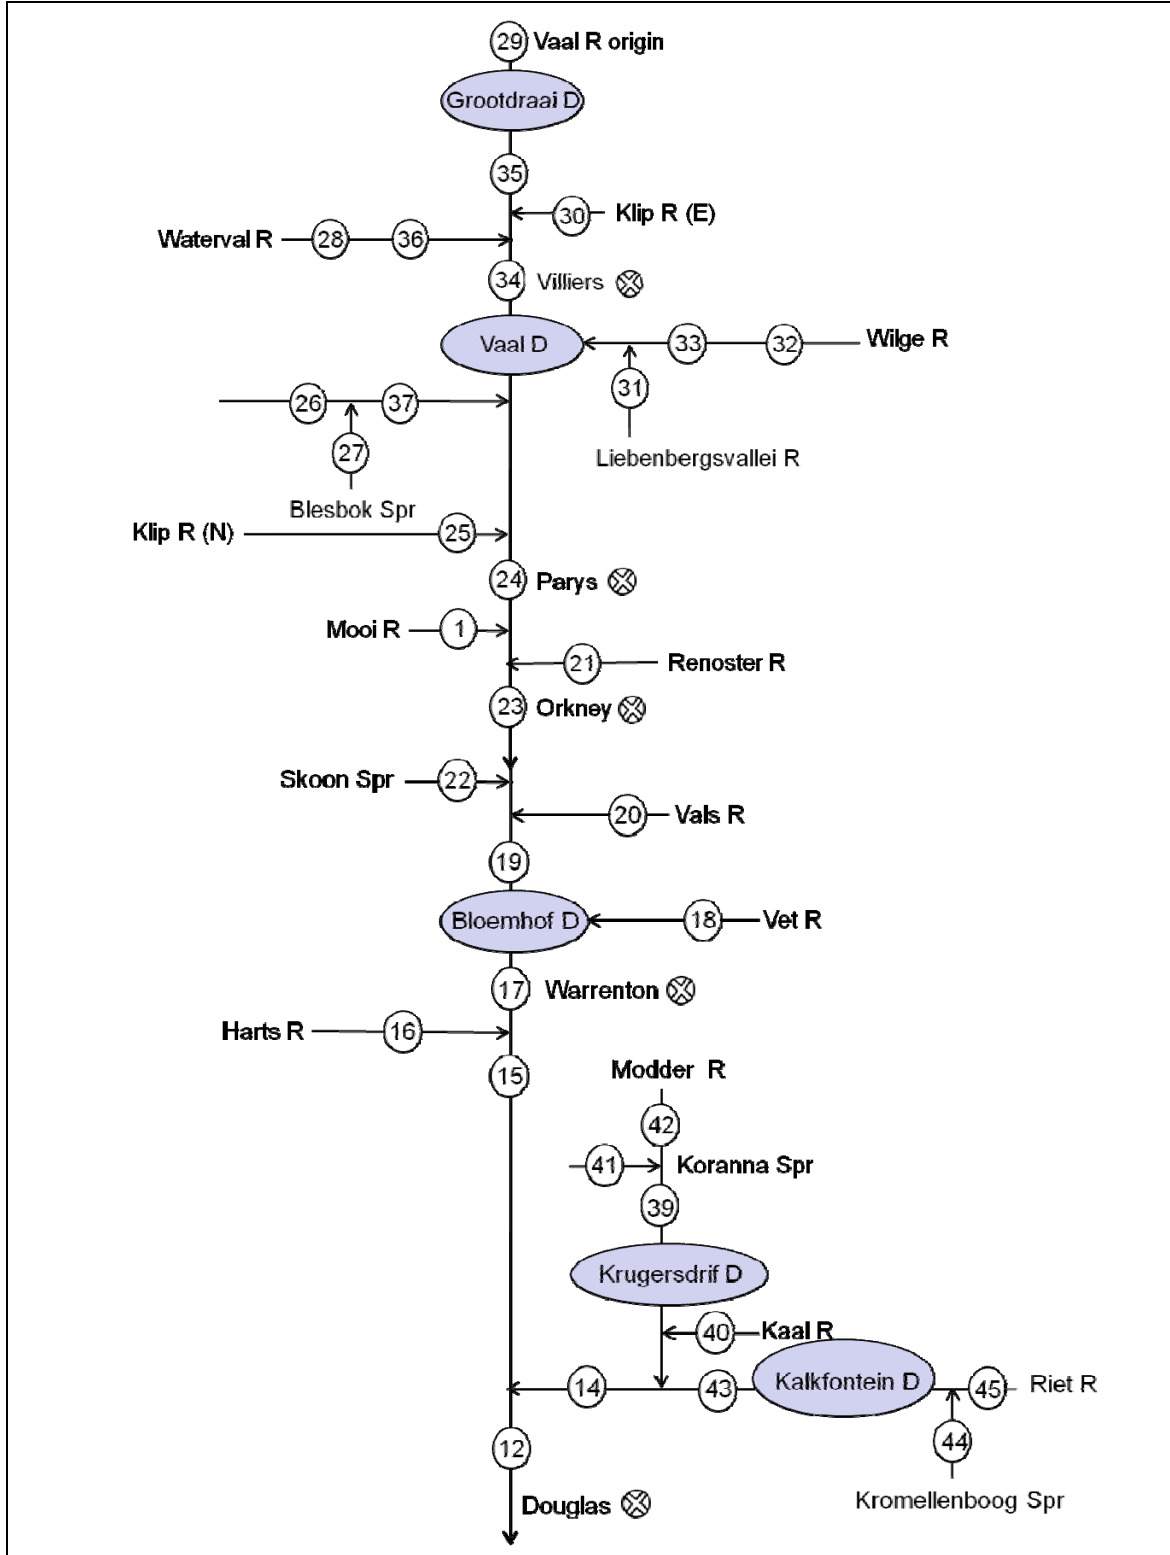 29 Vaal R origin
Grootdraai D
35
30 Klip R (E)
Waterval R 28 36
34 Villiers
Vaal D 33 32 Wilge R
31
26 37
Liebenbergsvallei R
27
Blesbok Spr
Klip R (N) 25
24 Parys
Mooi R 1
21 Renoster R
23 Orkney
Skoon Spr 22
20 Vals R
19
Bloemhof D 18 Vet R
17 Warrenton
Harts R 16
15
Modder R
42
41 Koranna Spr
39
Krugersdrif D
40 Kaal R
14 43 Kalkfontein D 45 Riet R
44
12
Kromellenboog Spr
Douglas